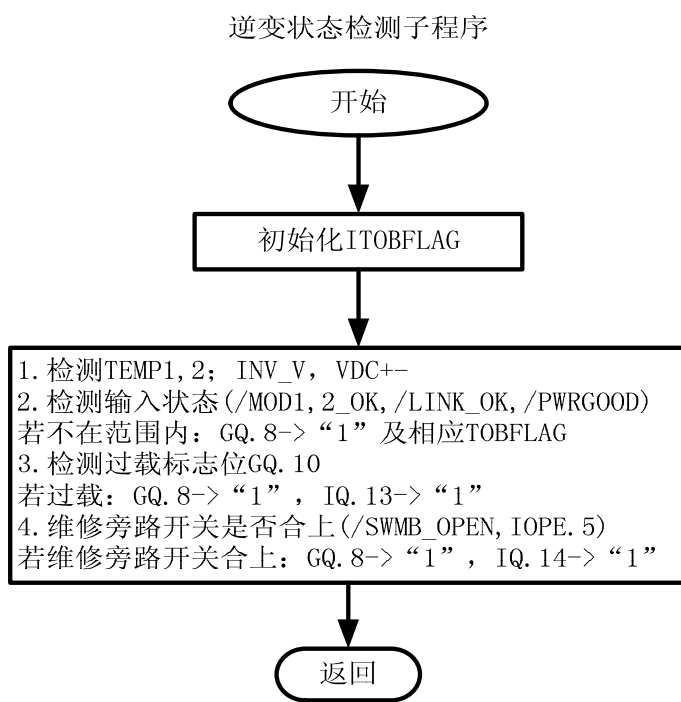 逆变状态检测子程序
开始
初始化ITOBFLAG
1.检测TEMP1,2；INV_V，VDC+-
2.检测输入状态(/MOD1,2_OK,/LINK_OK,/PWRGOOD)
若不在范围内：GQ.8->“1”及相应TOBFLAG
3.检测过载标志位GQ.10
若过载：GQ.8->“1”，IQ.13->“1”
4.维修旁路开关是否合上(/SWMB_OPEN,IOPE.5)
若维修旁路开关合上：GQ.8->“1”，IQ.14->“1”
返回